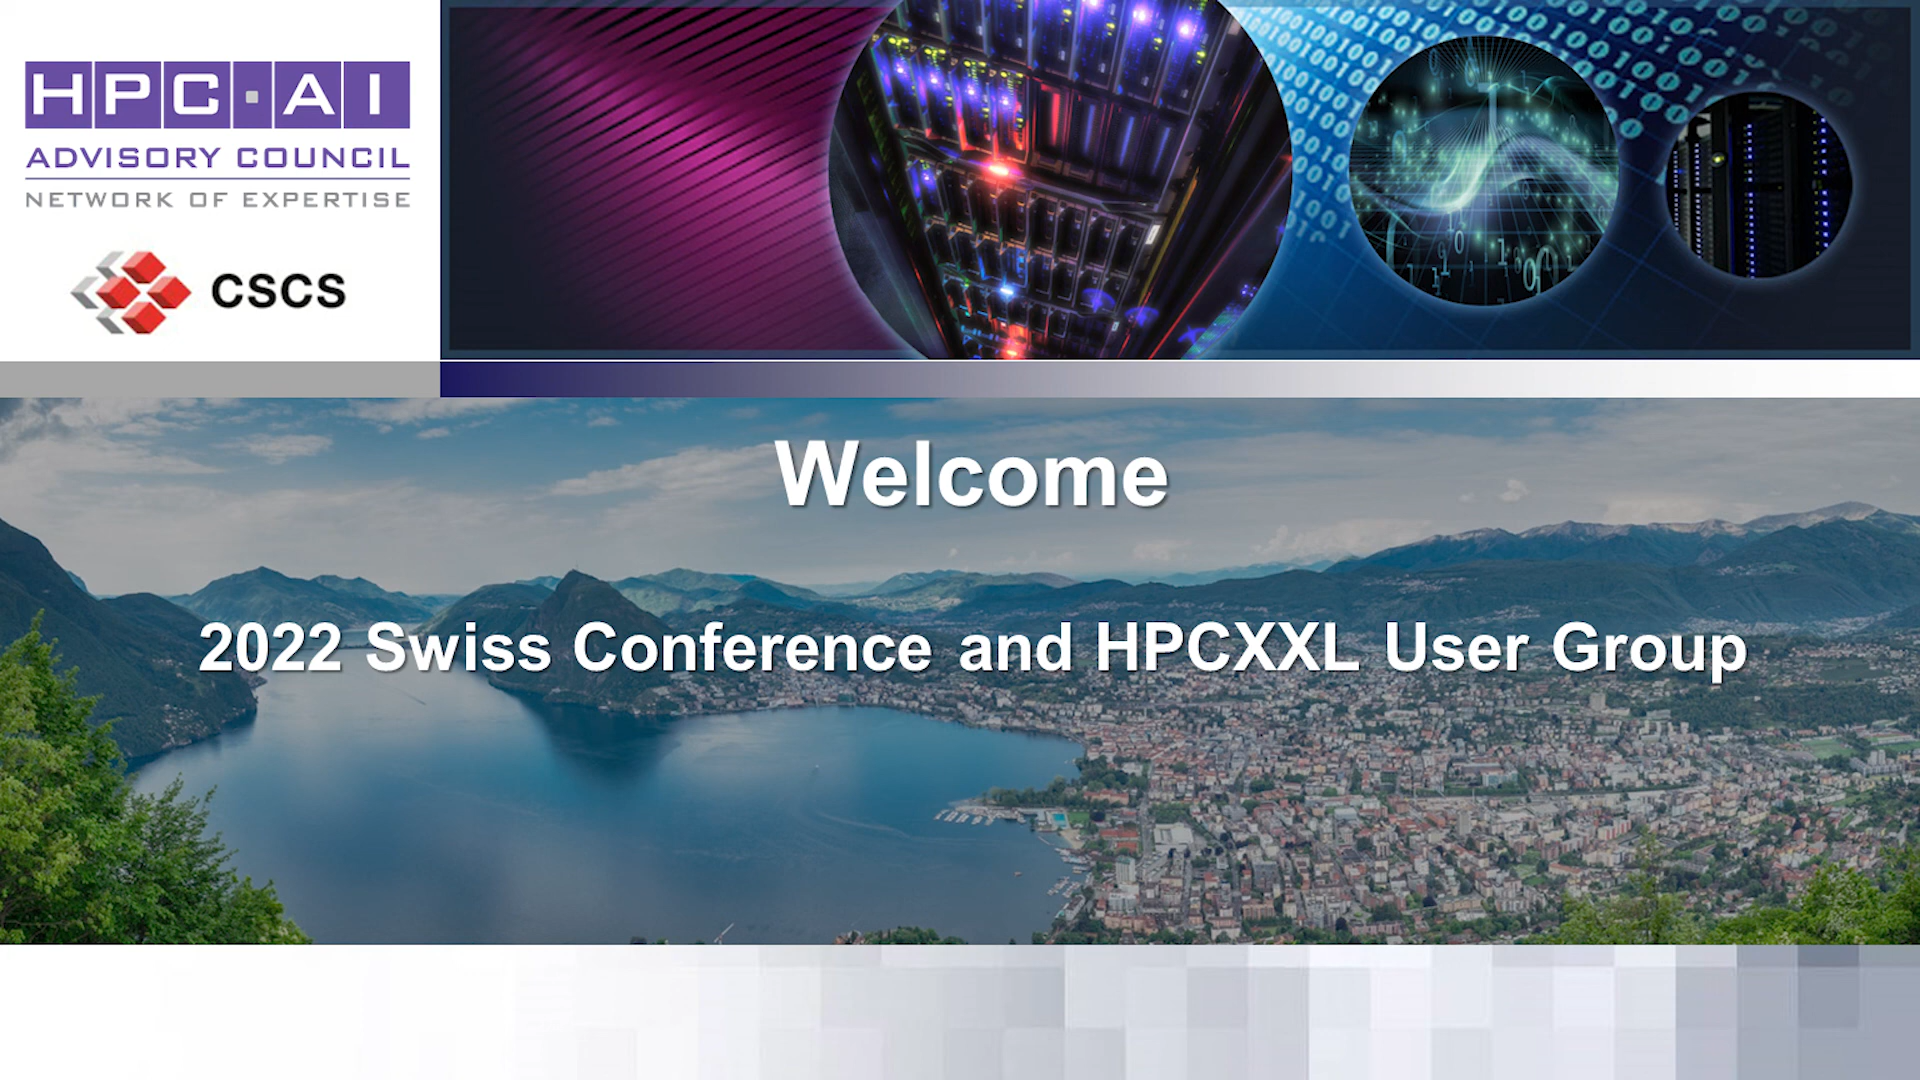 HPC·AI
ADVISORY COUNCIL
NETWORK OF EXPERTISE
CSCS
Welcome
2022 Swiss Conference and HPCXXL User Group